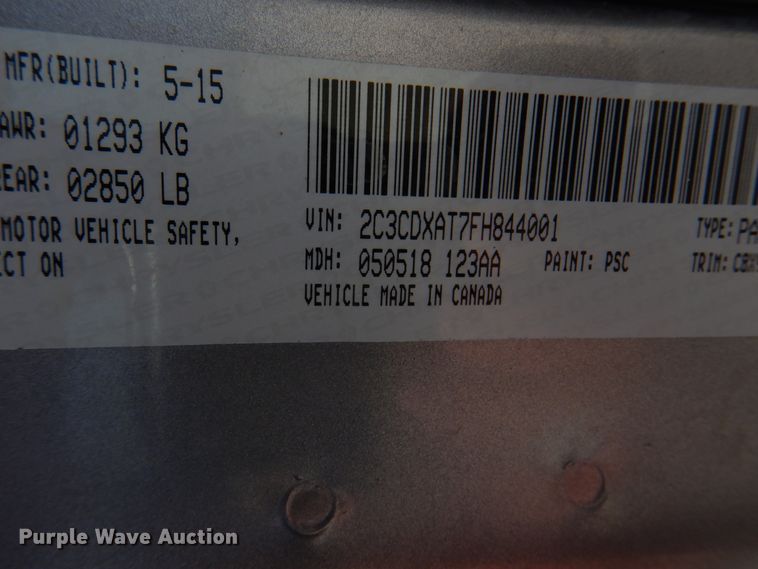 MFR(BUILT): 5-15
AWR: 01293 KG
EAR: 02850 LB
MOTOR VEHICLE SAFETY,
ECT ON
VIN: 2C3CDXAT7FH844001
TYPE: PA
MDH: 050518 123AA PAINT: PSC
TRIM:
VEHICLE MADE IN CANADA
Purple Wave Auction